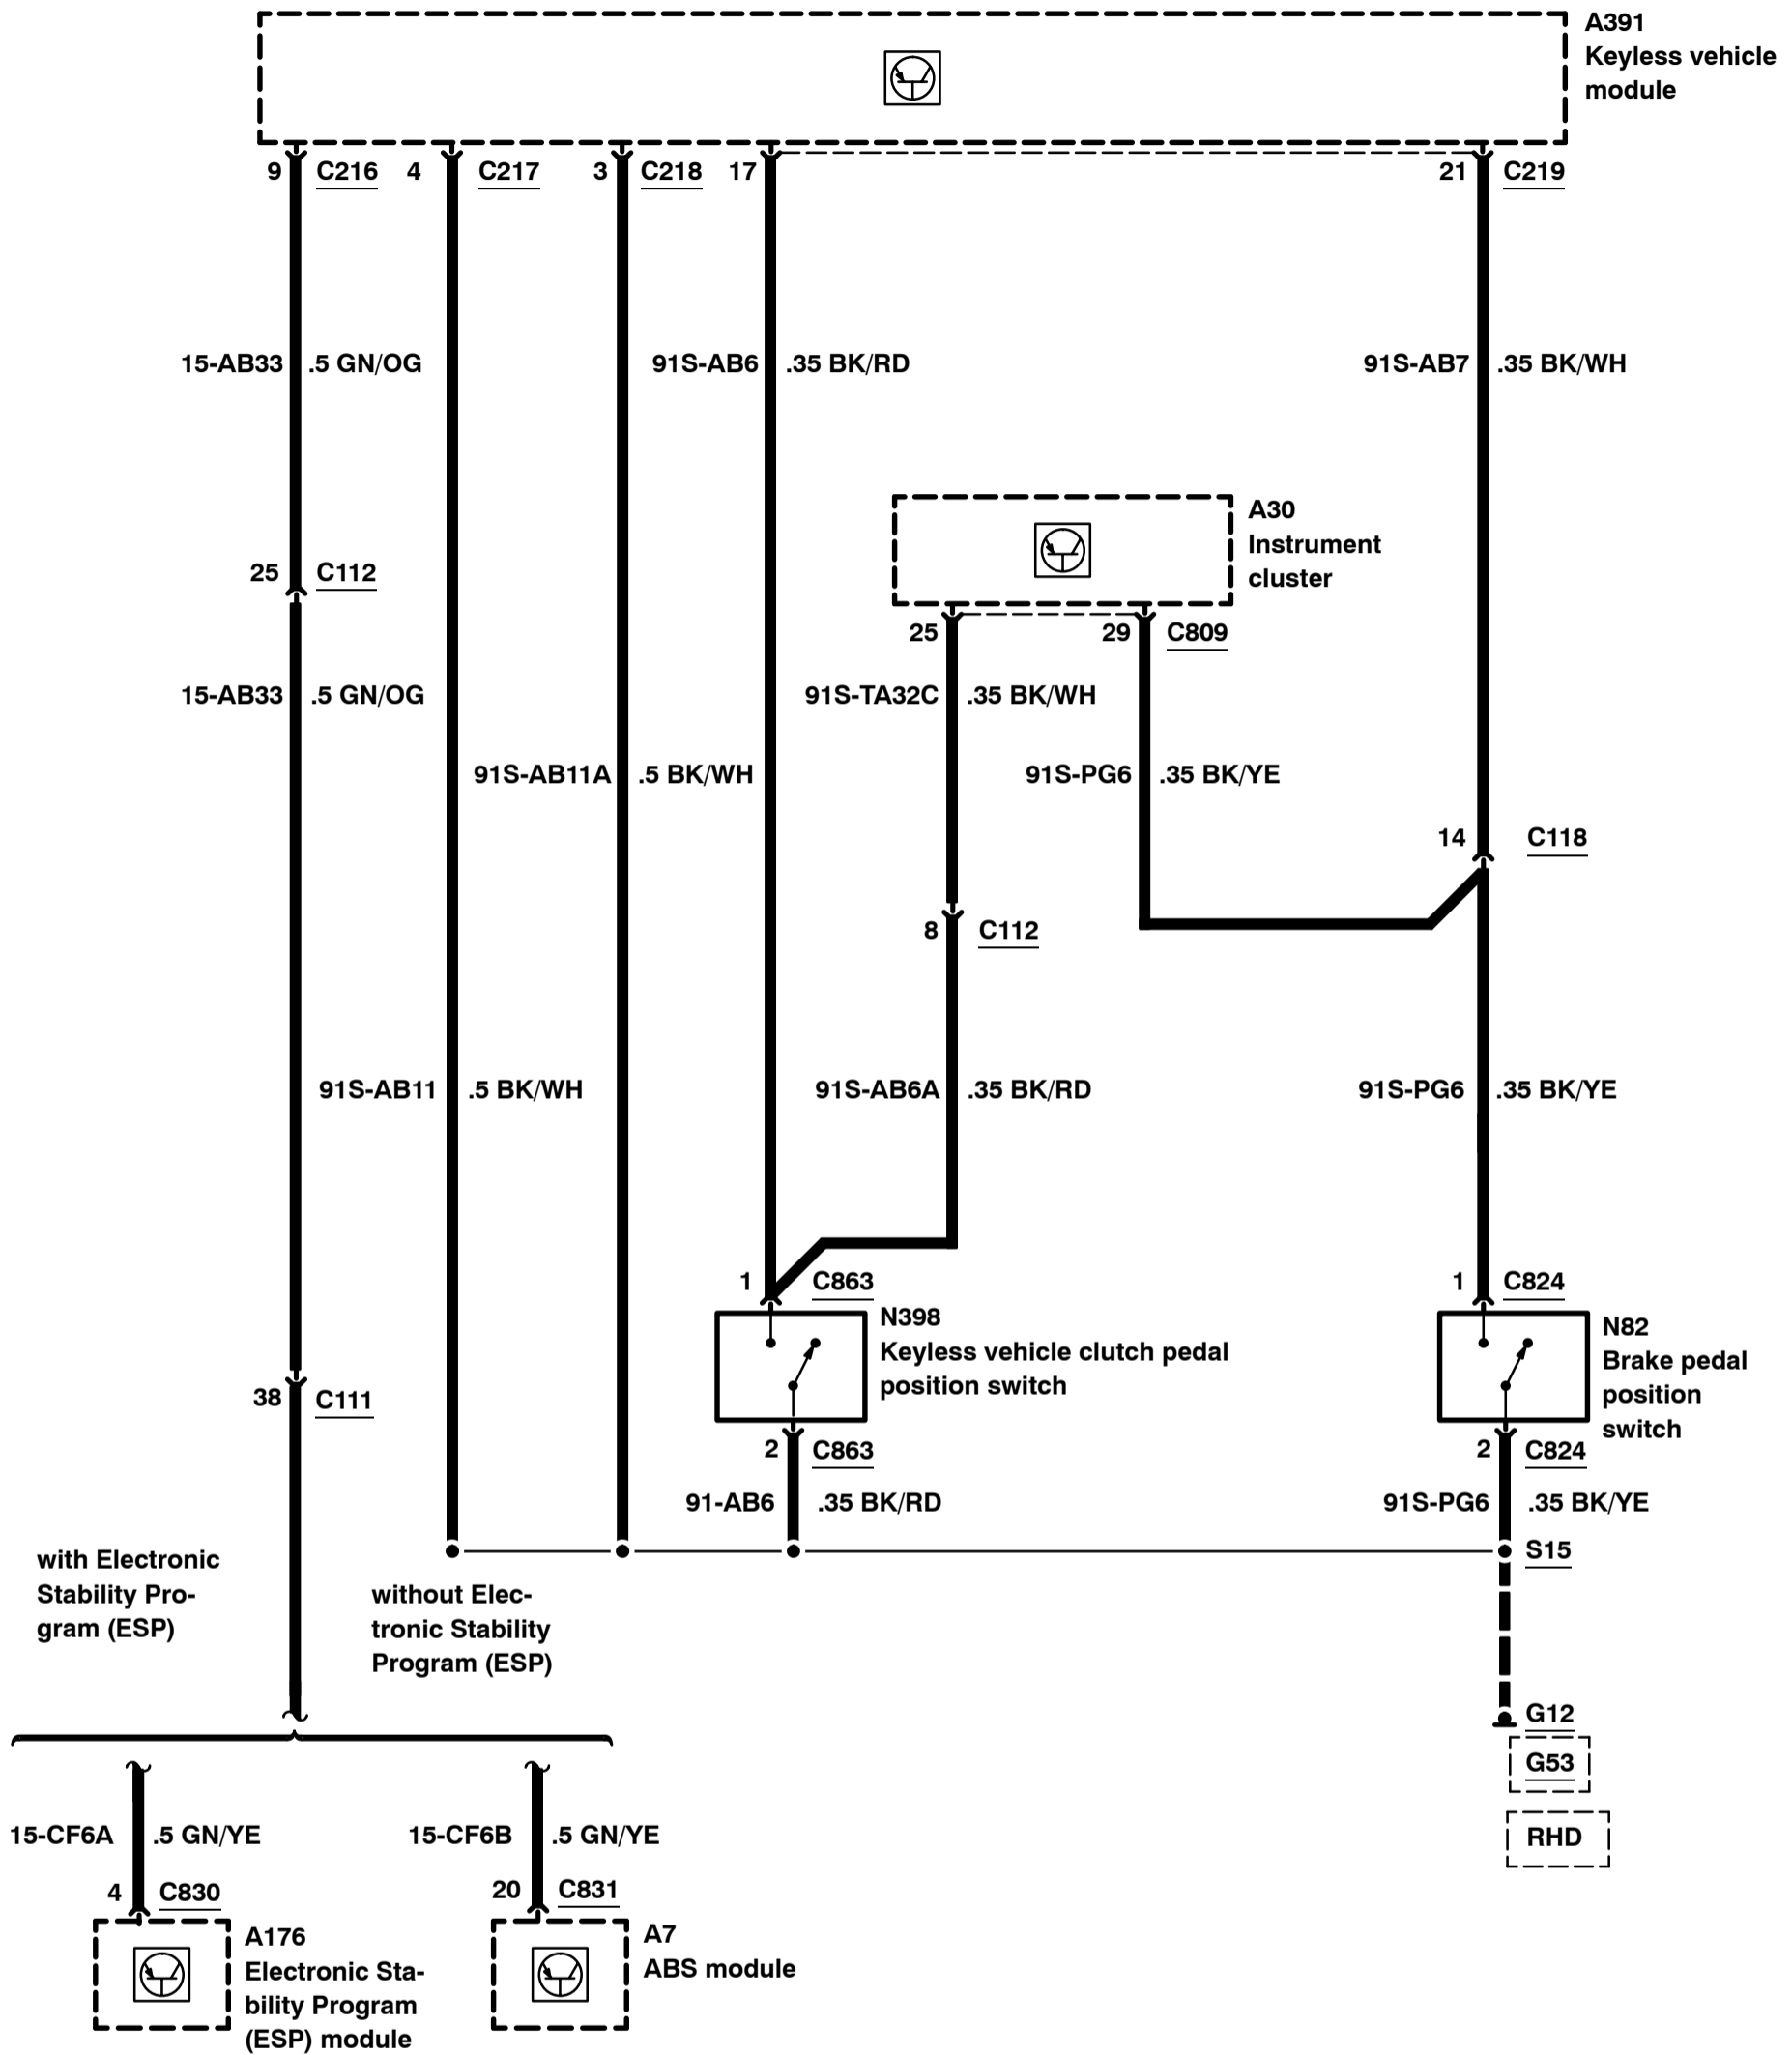 A391
Keyless vehicle
module
9 C216 4 C217 3 C218 17 21 C219
15-AB33 .5 GN/OG 91S-AB6 .35 BK/RD 91S-AB7 .35 BK/WH
A30
Instrument
cluster
25 C112
25 29 C809
15-AB33 .5 GN/OG 91S-TA32C .35 BK/WH
91S-AB11A .5 BK/WH 91S-PG6 .35 BK/YE
14 C118
8 C112
91S-AB11 .5 BK/WH 91S-AB6A .35 BK/RD 91S-PG6 .35 BK/YE
1 C863 1 C824
N398
Keyless vehicle clutch pedal
position switch
N82
Brake pedal
position
switch
38 C111
2 C863 2 C824
91-AB6 .35 BK/RD 91S-PG6 .35 BK/YE
S15
with Electronic
Stability Pro-
gram (ESP)
without Elec-
tronic Stability
Program (ESP)
G12
G53
RHD
15-CF6A .5 GN/YE 15-CF6B .5 GN/YE
4 C830 20 C831
A176
Electronic Sta-
bility Program
(ESP) module
A7
ABS module